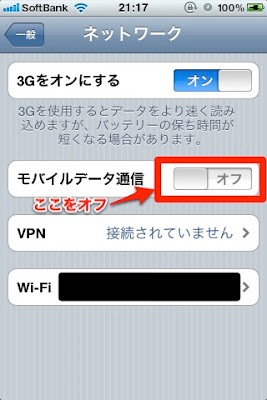 SoftBank 21:17
一般 ネットワーク
3Gをオンにする オン
3Gを使用するとデータをより速く読み
込めますが、バッテリーの保ち時間が
短くなる場合があります。
モバイルデータ通信 オフ
ここをオフ
VPN 接続されていません
Wi-Fi